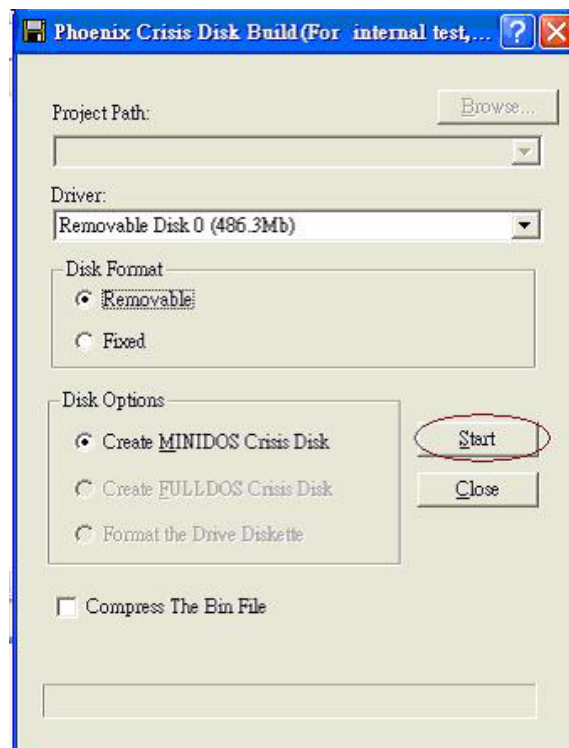 Phoenix Crisis Disk Build(For internal test,...
Project Path:
Browse...
Driver:
Removable Disk 0 (486.3Mb)
Disk Format
Removable
Fixed
Disk Options
Create MINIDOS Crisis Disk
Start
Create FULLDOS Crisis Disk
Close
Format the Drive Diskette
Compress The Bin File